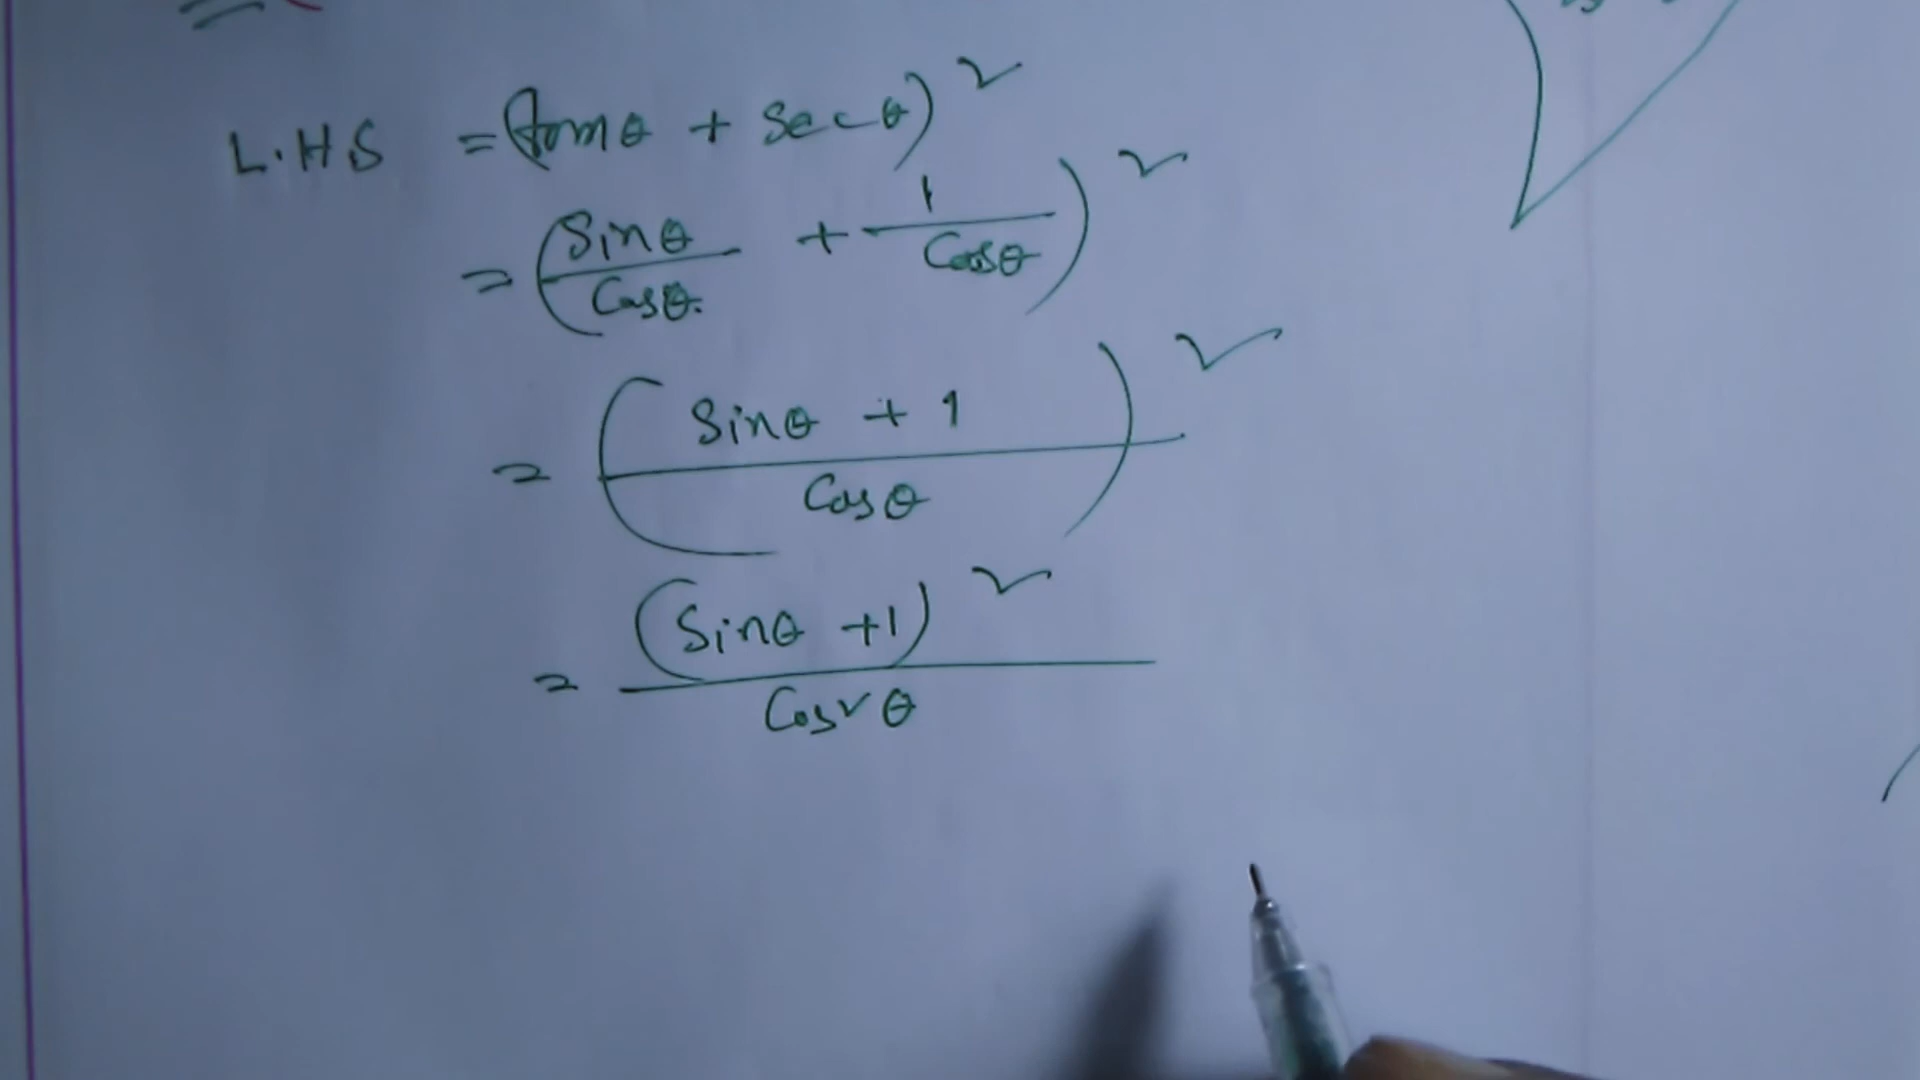 L.H S = (tanθ + secθ)²
= (Sinθ/Cosθ. + 1/Cosθ)²
= (Sinθ + 1/Cosθ)²
= (Sinθ +1)²/Cos²θ